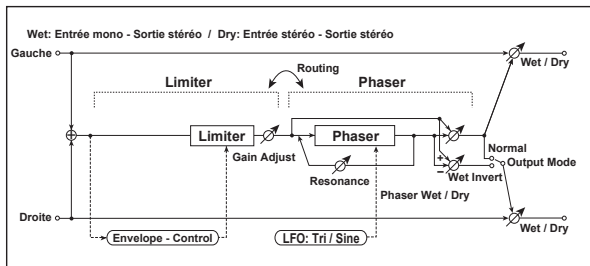 Wet: Entrée mono - Sortie stéréo / Dry: Entrée stéréo - Sortie stéréo
Gauche
Wet / Dry
Routing
Limiter
Phaser
Limiter
Phaser
Gain Adjust
Resonance
+
−
Wet Invert
Normal
Output Mode
Phaser Wet / Dry
Droite
Wet / Dry
Envelope - Control
LFO: Tri / Sine